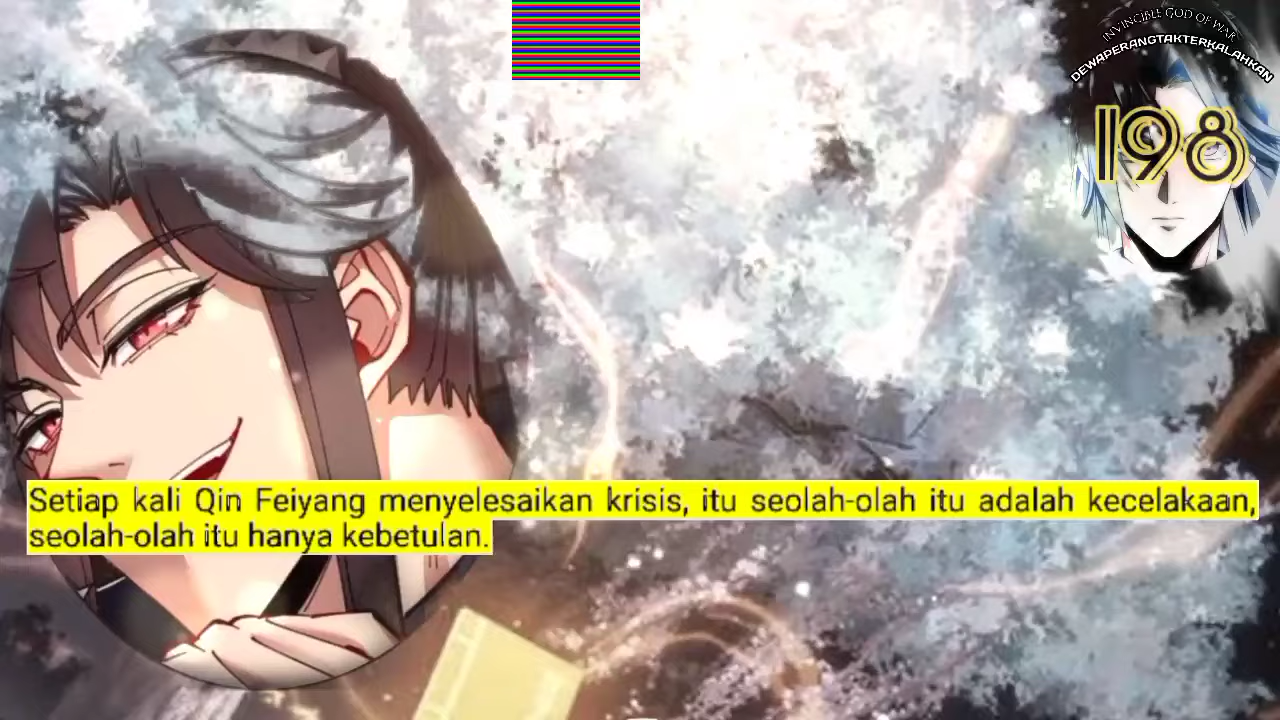 INVINCIBLE GOD OF WAR
DEWAPERANGTAKTERKALAHKAN
198
Setiap kali Qin Feiyang menyelesaikan krisis, itu seolah-olah itu adalah kecelakaan,
seolah-olah itu hanya kebetulan.